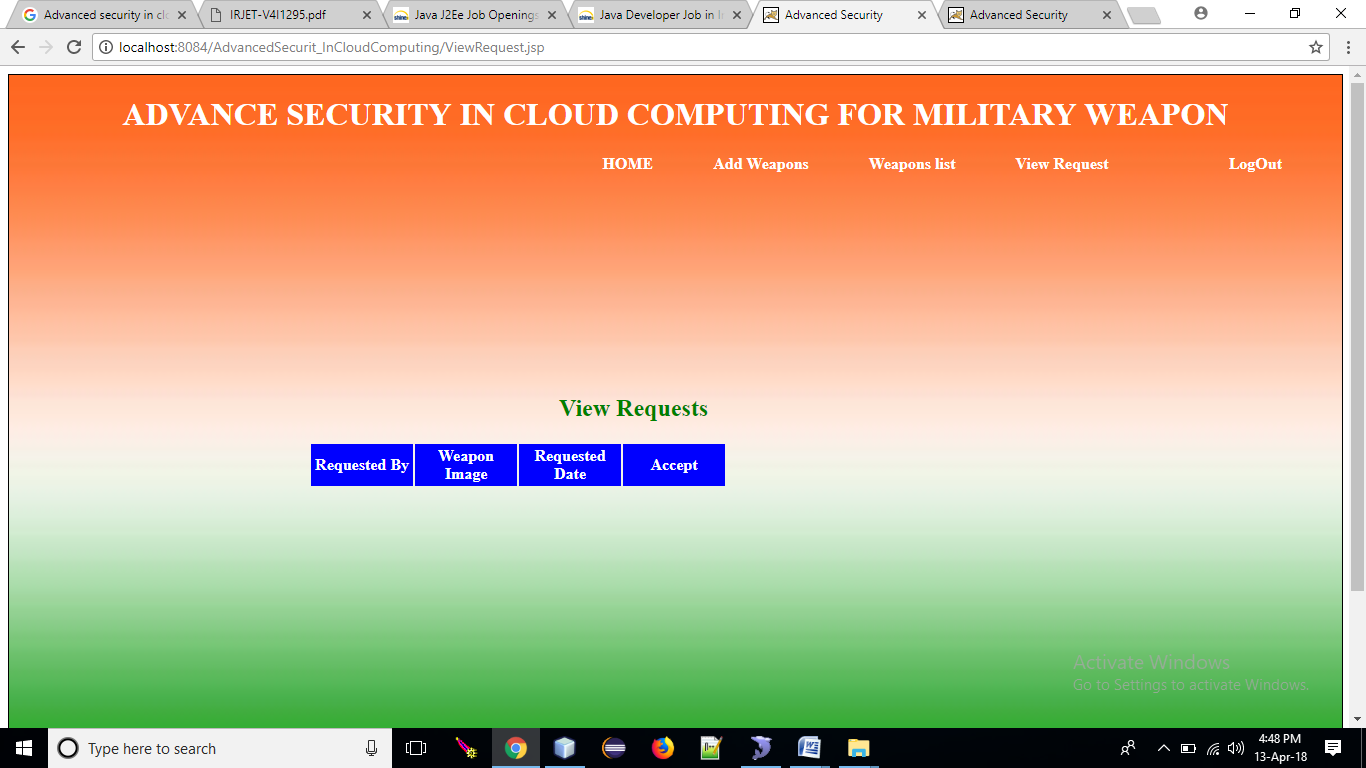 Advanced security in cl
IRJET-V4I1295.pdf
Java J2Ee Job Openings
Java Developer Job in I
Advanced Security
Advanced Security
localhost:8084/AdvancedSecurit_InCloudComputing/ViewRequest.jsp
ADVANCE SECURITY IN CLOUD COMPUTING FOR MILITARY WEAPON
HOME Add Weapons Weapons list View Request LogOut
View Requests
Requested By
Weapon
Image
Requested
Date
Accept
Activate Windows
Go to Settings to activate Windows.
Type here to search
4:48 PM
13-Apr-18